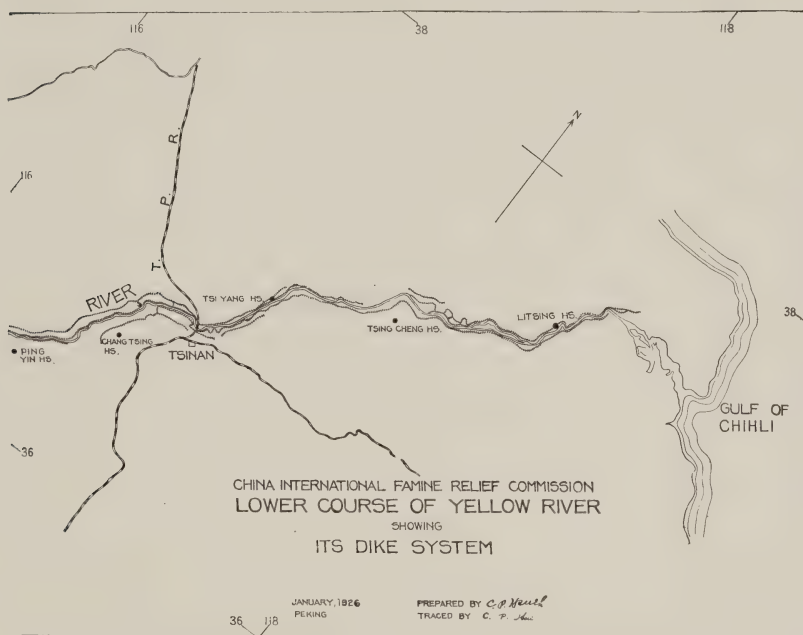 116
38
118
N
116
T. P. R.
RIVER
TSI YANG HS.
LITSING HS.
38
TSING CHENG HS.
PING
YIN HS.
CHANG TSING
HS.
TSINAN
GULF OF
CHIHLI
36
CHINA INTERNATIONAL FAMINE RELIEF COMMISSION
LOWER COURSE OF YELLOW RIVER
SHOWING
ITS DIKE SYSTEM
JANUARY, 1926
PEKING
PREPARED BY C. P.
TRACED BY C. P.
36
118